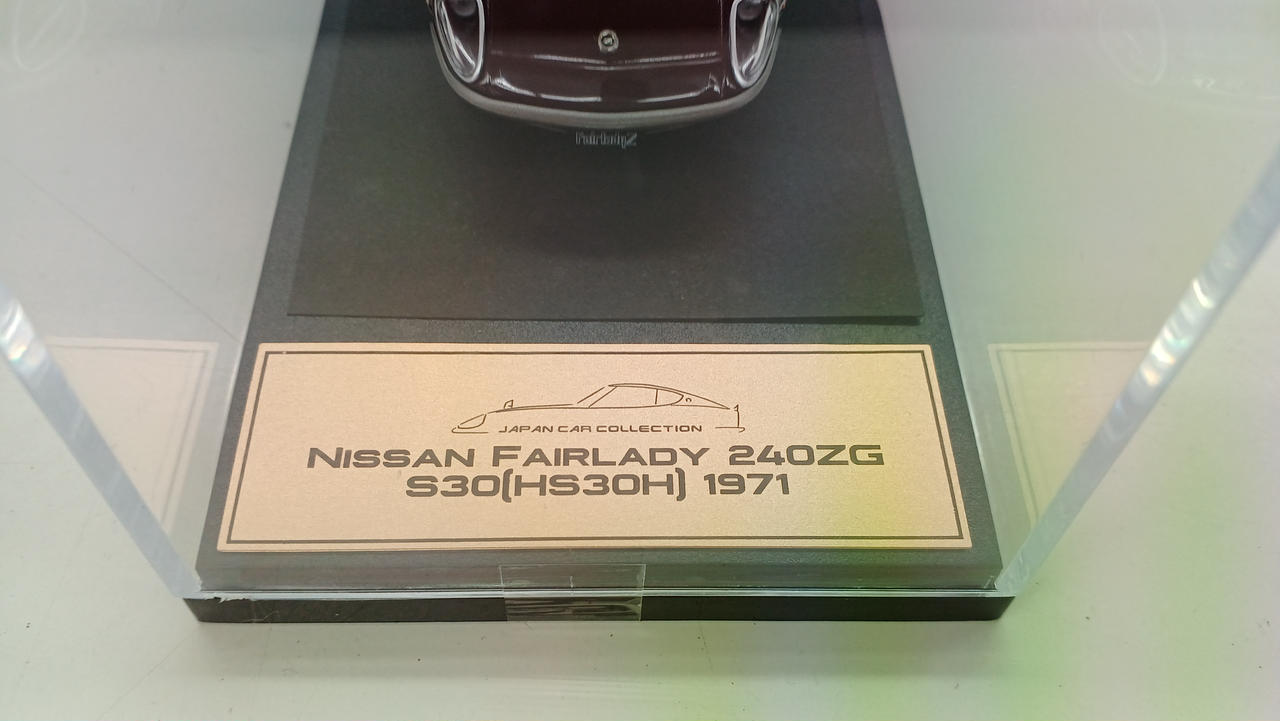 FairladyZ
JAPAN CAR COLLECTION
NISSAN FAIRLADY 240ZG
S30(HS30H) 1971